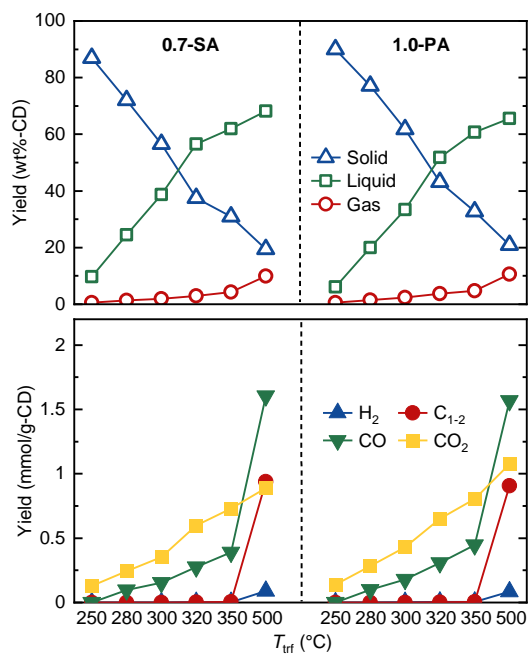 100
80
60
40
20
0
Yield (wt%-CD)
0.7-SA
1.0-PA
Solid
Liquid
Gas
2
1.5
1
0.5
0
Yield (mmol/g-CD)
H₂
C₁₋₂
CO
CO₂
250 280 300 320 350 500
250 280 300 320 350 500
T_trf (°C)